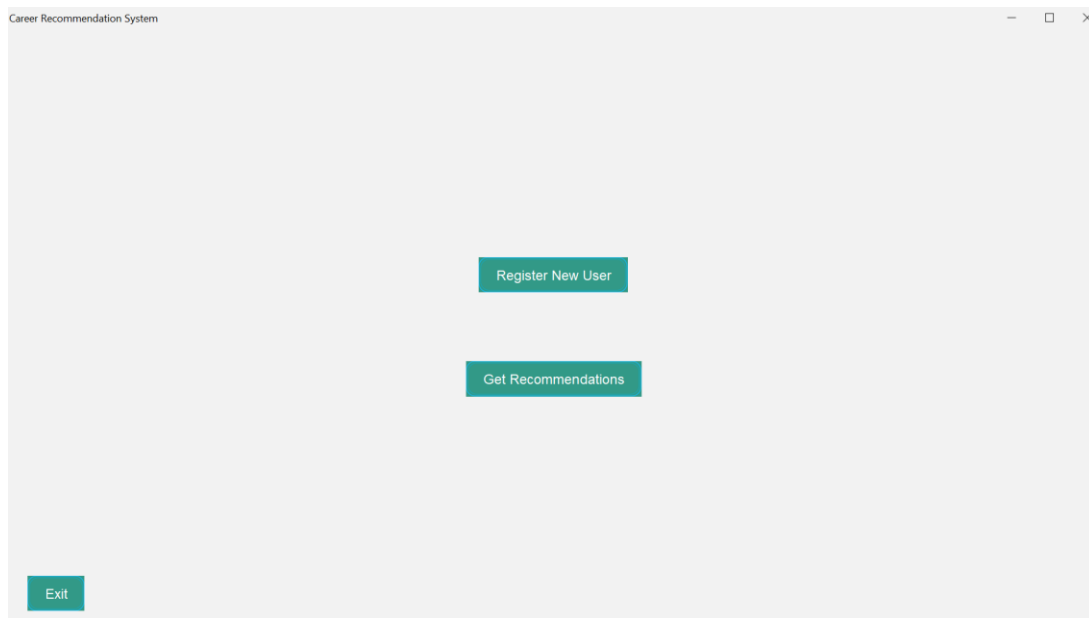 Career Recommendation System
Register New User
Get Recommendations
Exit